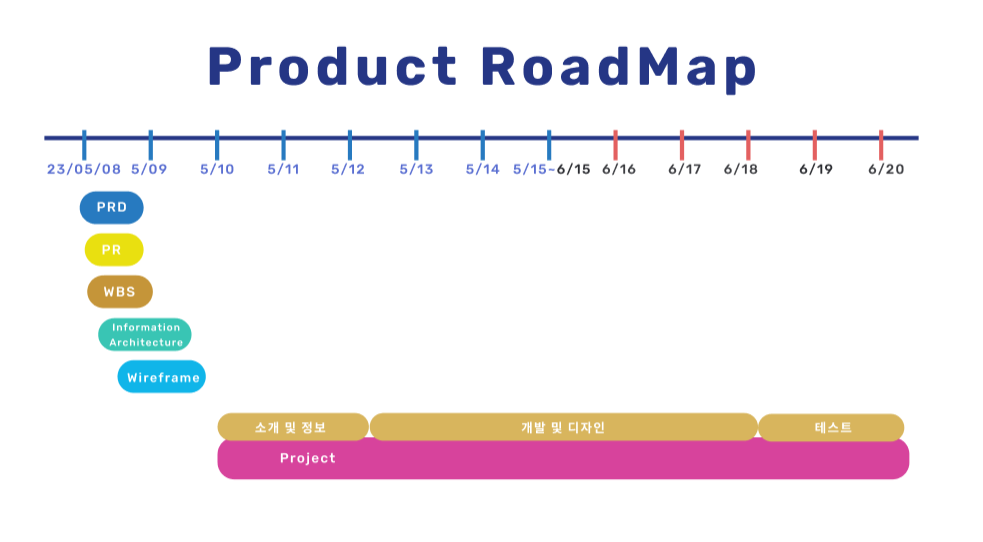 Product RoadMap
23/05/08 5/09 5/10 5/11 5/12 5/13 5/14 5/15~6/15 6/16 6/17 6/18 6/19 6/20
PRD
PR
WBS
Information
Architecture
Wireframe
소개 및 정보 개발 및 디자인 테스트
Project